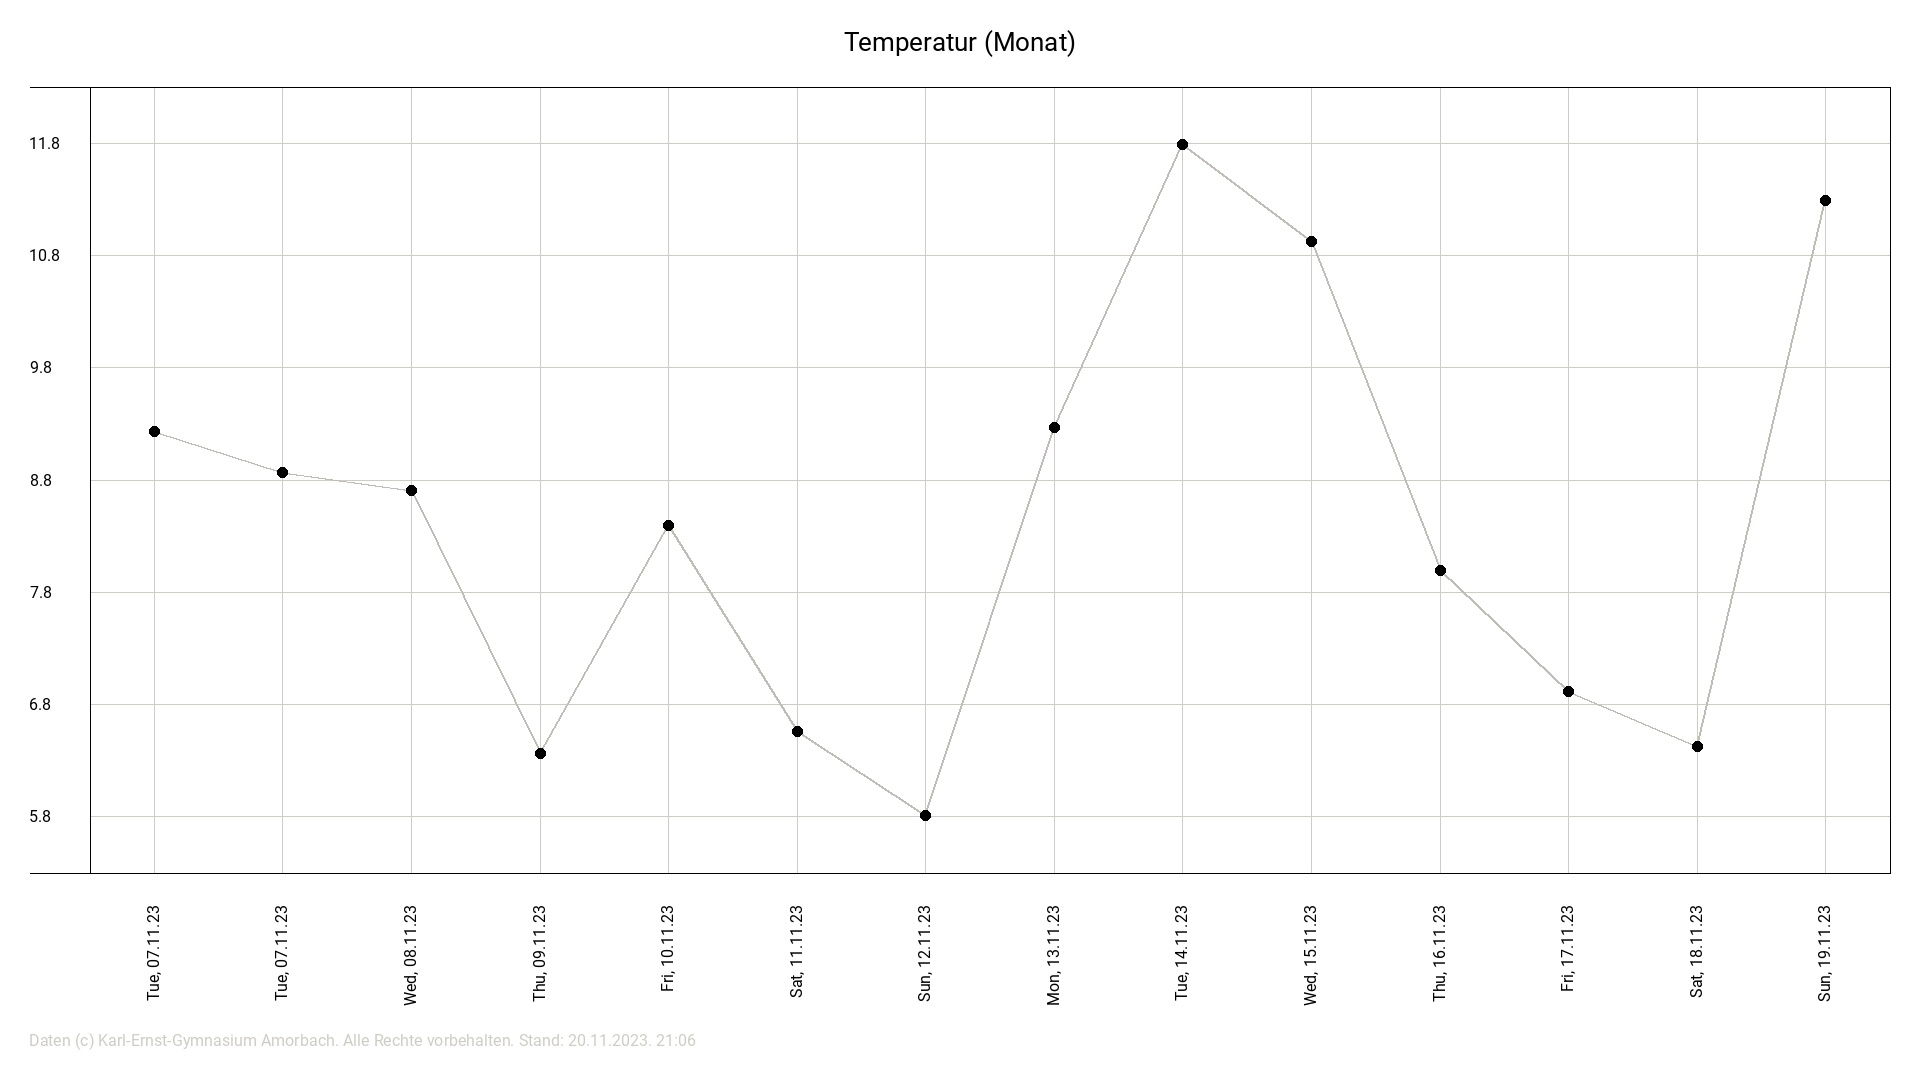 Temperatur (Monat)
11.8
10.8
9.8
8.8
7.8
6.8
5.8
Tue, 07.11.23
Tue, 07.11.23
Wed, 08.11.23
Thu, 09.11.23
Fri, 10.11.23
Sat, 11.11.23
Sun, 12.11.23
Mon, 13.11.23
Tue, 14.11.23
Wed, 15.11.23
Thu, 16.11.23
Fri, 17.11.23
Sat, 18.11.23
Sun, 19.11.23
Daten (c) Karl-Ernst-Gymnasium Amorbach. Alle Rechte vorbehalten. Stand: 20.11.2023. 21:06